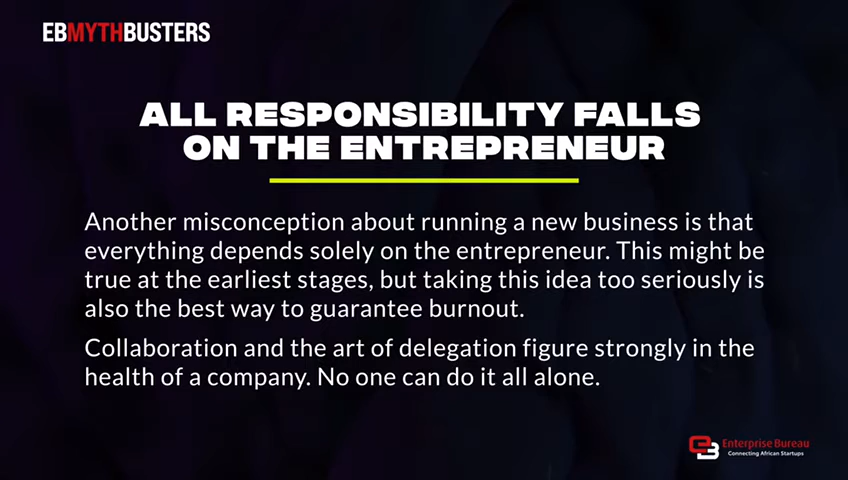 EBMYTHBUSTERS
ALL RESPONSIBILITY FALLS
ON THE ENTREPRENEUR
Another misconception about running a new business is that
everything depends solely on the entrepreneur. This might be
true at the earliest stages, but taking this idea too seriously is
also the best way to guarantee burnout.
Collaboration and the art of delegation figure strongly in the
health of a company. No one can do it all alone.
EB Enterprise Bureau
Connecting African Startups